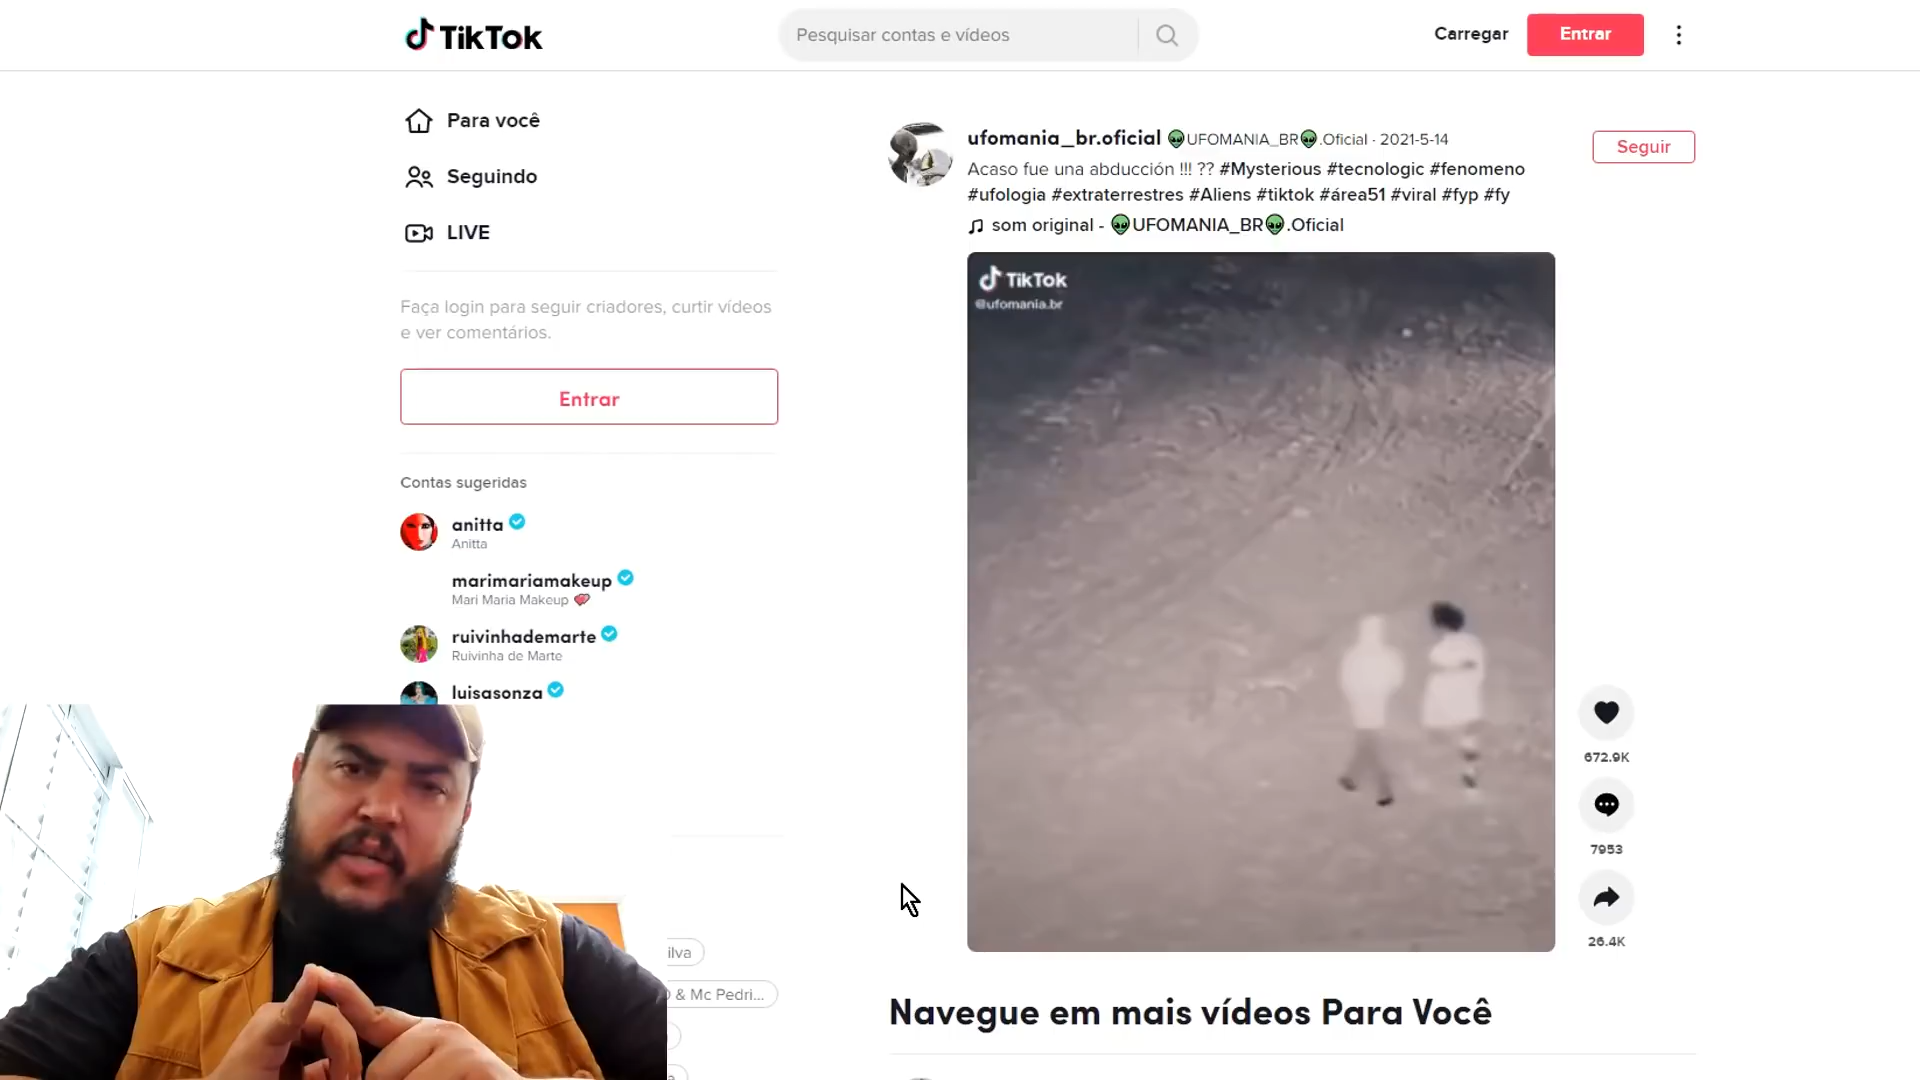 TikTok
Pesquisar contas e vídeos
Carregar
Entrar
Para você
Seguindo
LIVE
Faça login para seguir criadores, curtir vídeos
e ver comentários.
Entrar
Contas sugeridas
anitta
Anitta
marimariamakeup
Mari Maria Makeup
ruivinhademarte
Ruivinha de Marte
luisasonza
ilva
& Mc Pedri...
ufomania_br.oficial 👽UFOMANIA_BR👽.Oficial · 2021-5-14
Seguir
Acaso fue una abducción !!! ?? #Mysterious #tecnologic #fenomeno
#ufologia #extraterrestres #Aliens #tiktok #área51 #viral #fyp #fy
som original - 👽UFOMANIA_BR👽.Oficial
TikTok
@ufomania.br
672.9K
7953
26.4K
Navegue em mais vídeos Para Você